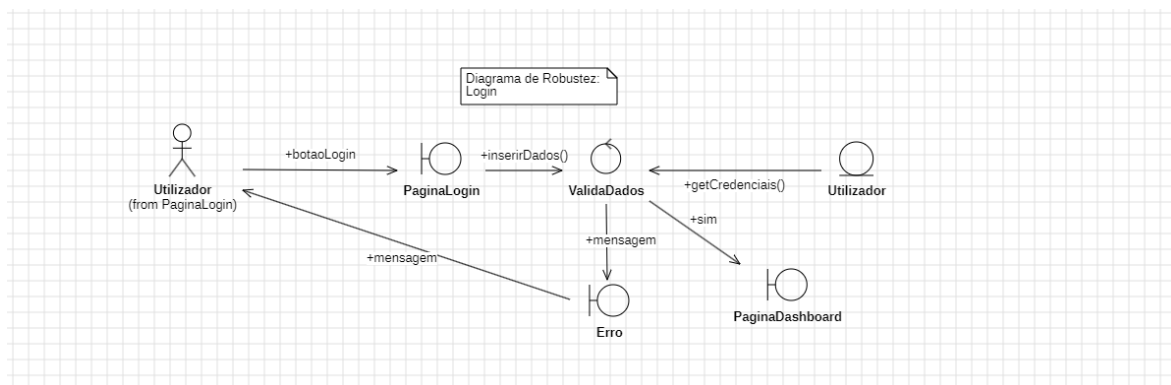 Diagrama de Robustez:
Login
+botaoLogin
+inserirDados()
Utilizador
(from PaginaLogin)
PaginaLogin
ValidaDados
+getCredenciais()
Utilizador
+sim
+mensagem
+mensagem
PaginaDashboard
Erro